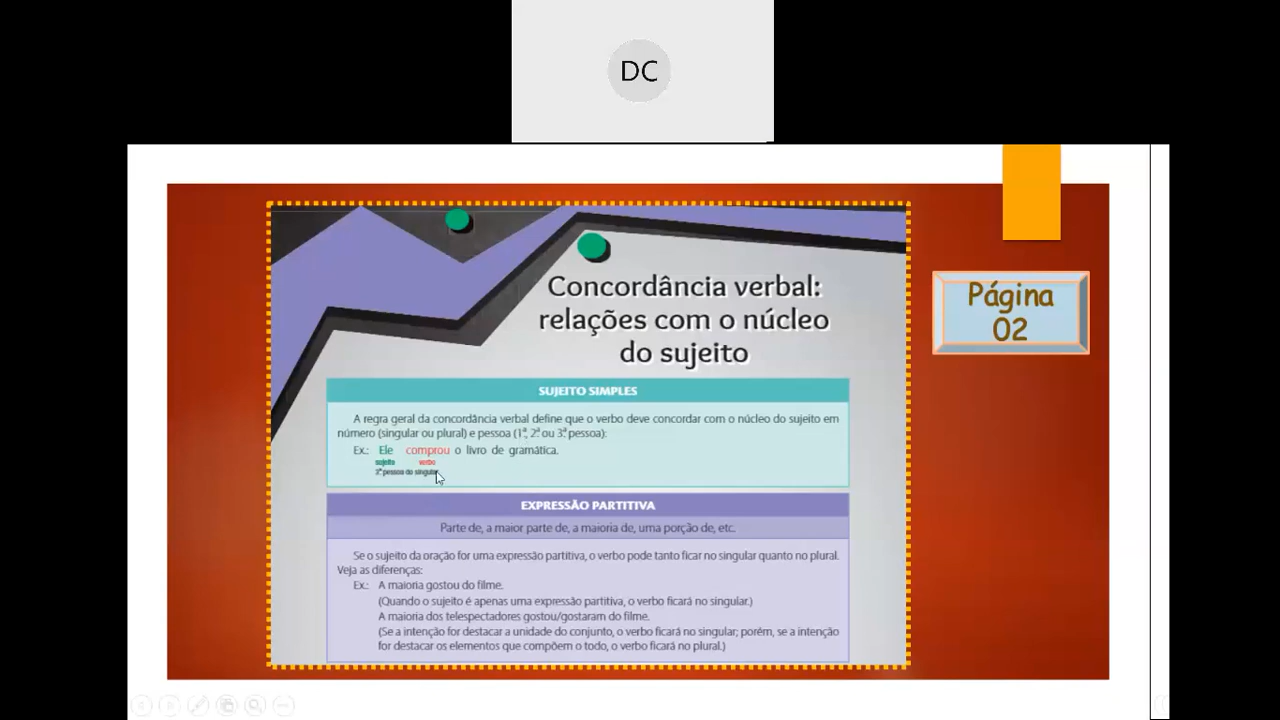 DC
Concordância verbal:
relações com o núcleo
do sujeito
Página
02
SUJEITO SIMPLES
A regra geral da concordância verbal define que o verbo deve concordar com o núcleo do sujeito em
número (singular ou plural) e pessoa (1ª, 2ª ou 3ª pessoa):
Ex.: Ele comprou o livro de gramática.
sujeito verbo
3ª pessoa do singular
EXPRESSÃO PARTITIVA
Parte de, a maior parte de, a maioria de, uma porção de, etc.
Se o sujeito da oração for uma expressão partitiva, o verbo pode tanto ficar no singular quanto no plural.
Veja as diferenças:
Ex.: A maioria gostou do filme.
(Quando o sujeito é apenas uma expressão partitiva, o verbo ficará no singular.)
A maioria dos telespectadores gostou/gostaram do filme.
(Se a intenção for destacar a unidade do conjunto, o verbo ficará no singular; porém, se a intenção
for destacar os elementos que compõem o todo, o verbo ficará no plural.)